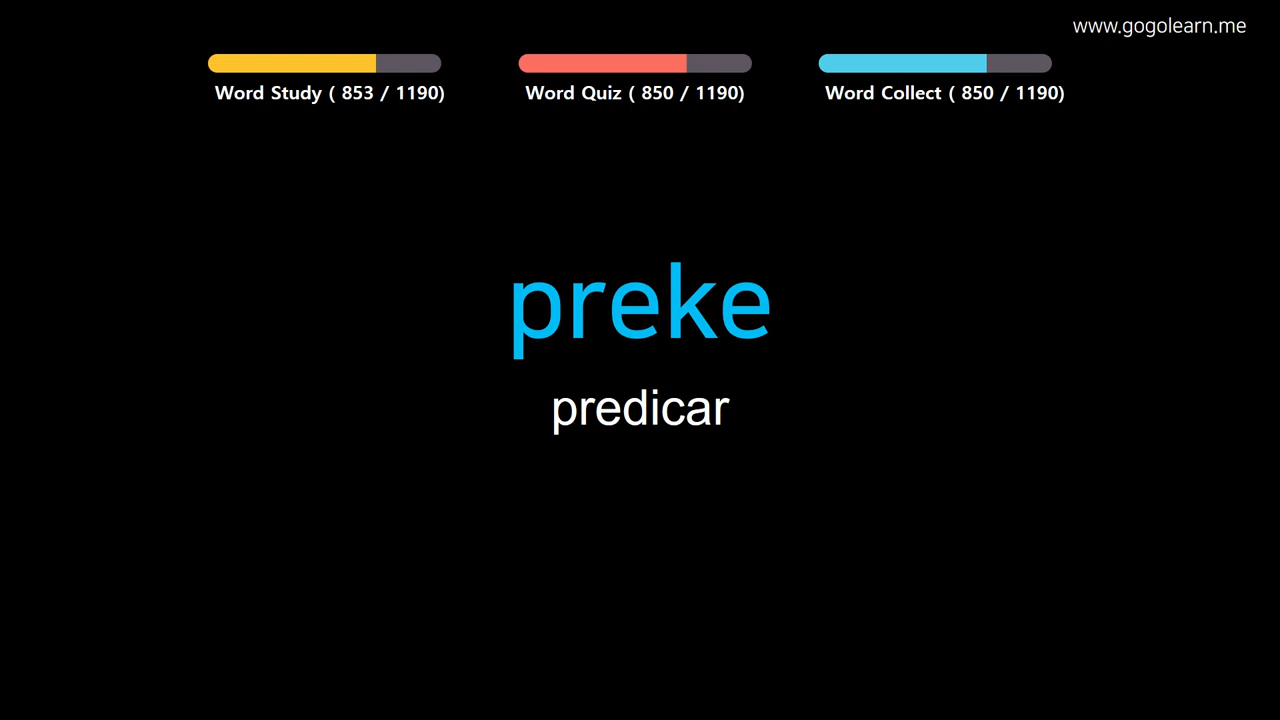 www.gogolearn.me
Word Study ( 853 / 1190)
Word Quiz ( 850 / 1190)
Word Collect ( 850 / 1190)
preke
predicar